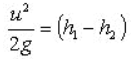 u²/2g = (h₁ − h₂)